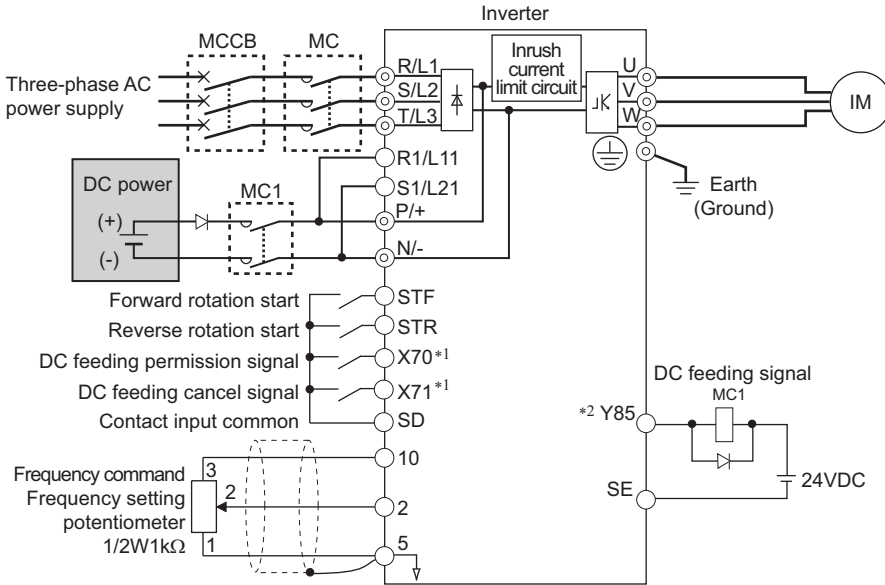 Inverter
MCCB
MC
Three-phase AC
power supply
R/L1
S/L2
T/L3
Inrush
current
limit circuit
U
V
W
IM
R1/L11
S1/L21
P/+
N/-
DC power
(+)
(-)
MC1
Earth
(Ground)
Forward rotation start
STF
Reverse rotation start
STR
DC feeding permission signal
X70*1
DC feeding cancel signal
X71*1
Contact input common
SD
DC feeding signal
MC1
*2 Y85
SE
24VDC
Frequency command
Frequency setting
potentiometer
1/2W1kΩ
3
2
1
10
2
5